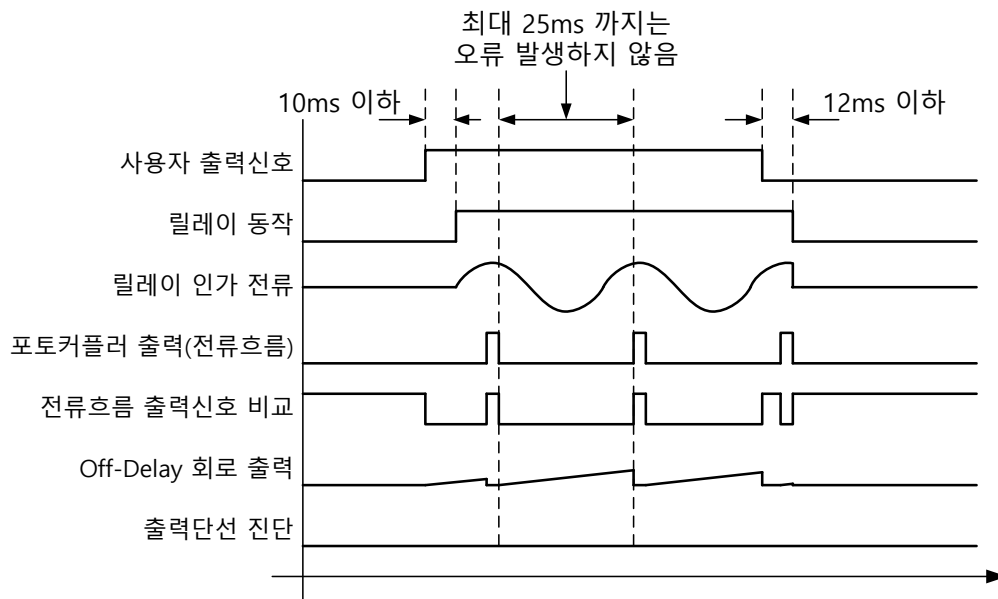 최대 25ms 까지는
오류 발생하지 않음
10ms 이하
12ms 이하
사용자 출력신호
릴레이 동작
릴레이 인가 전류
포토커플러 출력(전류흐름)
전류흐름 출력신호 비교
Off-Delay 회로 출력
출력단선 진단